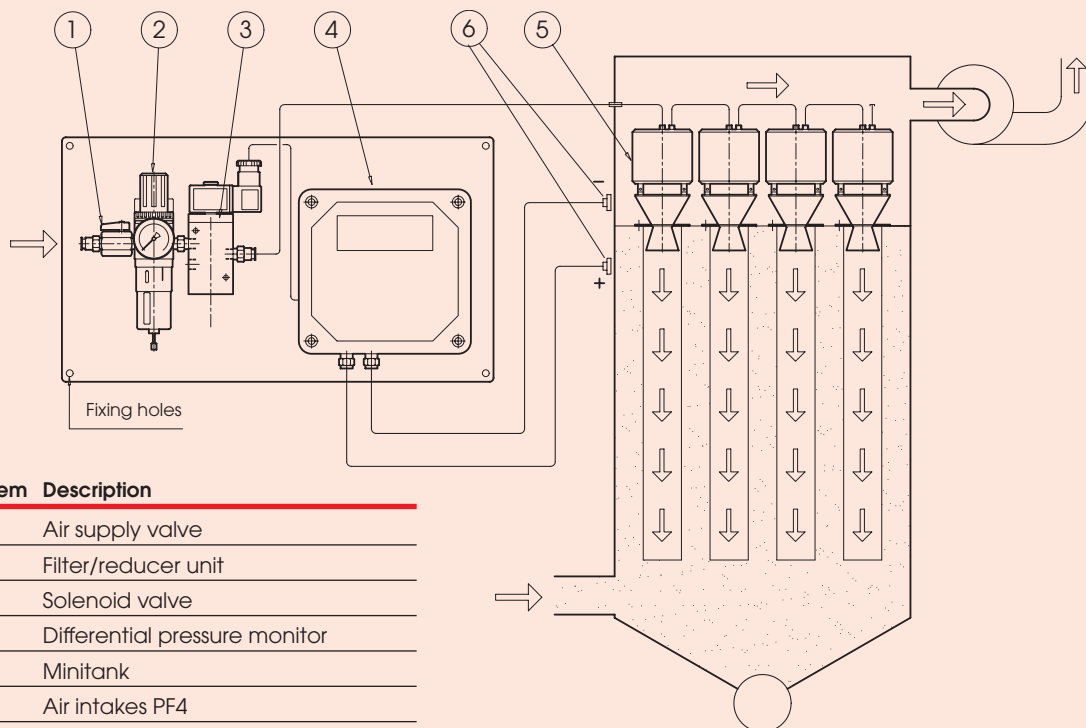 1 2 3 4 6 5
−
+
Fixing holes
em Description
Air supply valve
Filter/reducer unit
Solenoid valve
Differential pressure monitor
Minitank
Air intakes PF4